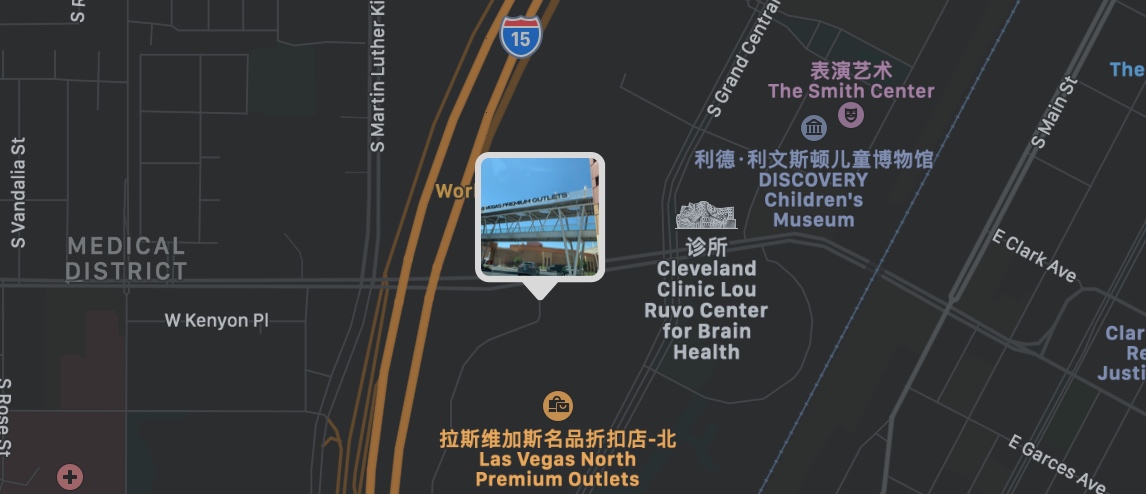 15
S Martin Luther Ki
S Grand Central
表演艺术
The Smith Center
The
S Main St
利德·利文斯顿儿童博物馆
DISCOVERY
Children's
Museum
S Vandalia St
Wor
VEGAS PREMIUM OUTLETS
MEDICAL
DISTRICT
诊所
Cleveland
Clinic Lou
Ruvo Center
for Brain
Health
E Clark Ave
W Kenyon Pl
Clar
Re
Justi
S Rose St
拉斯维加斯名品折扣店-北
Las Vegas North
Premium Outlets
E Garces Ave